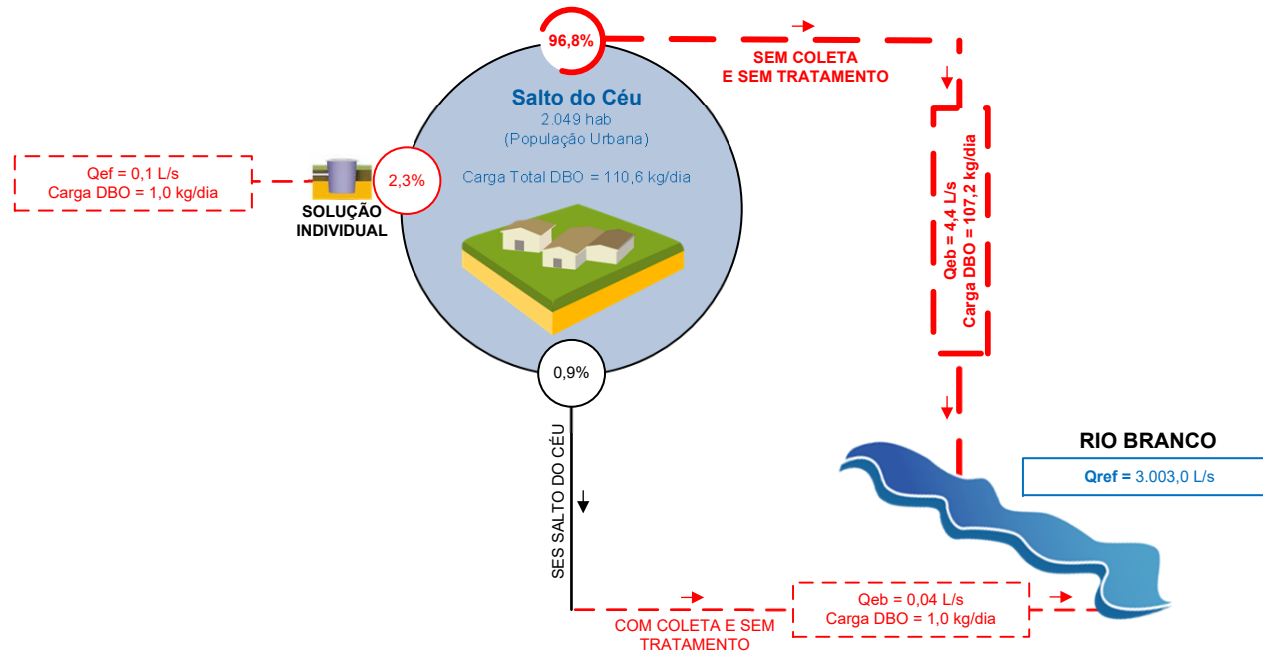 96,8%
SEM COLETA
E SEM TRATAMENTO
Salto do Céu
2.049 hab
(População Urbana)
Carga Total DBO = 110,6 kg/dia
Qef = 0,1 L/s
Carga DBO = 1,0 kg/dia
2,3%
SOLUÇÃO
INDIVIDUAL
Qeb = 4,4 L/s
Carga DBO = 107,2 kg/dia
0,9%
SES SALTO DO CÉU
RIO BRANCO
Qref = 3.003,0 L/s
COM COLETA E SEM
TRATAMENTO
Qeb = 0,04 L/s
Carga DBO = 1,0 kg/dia